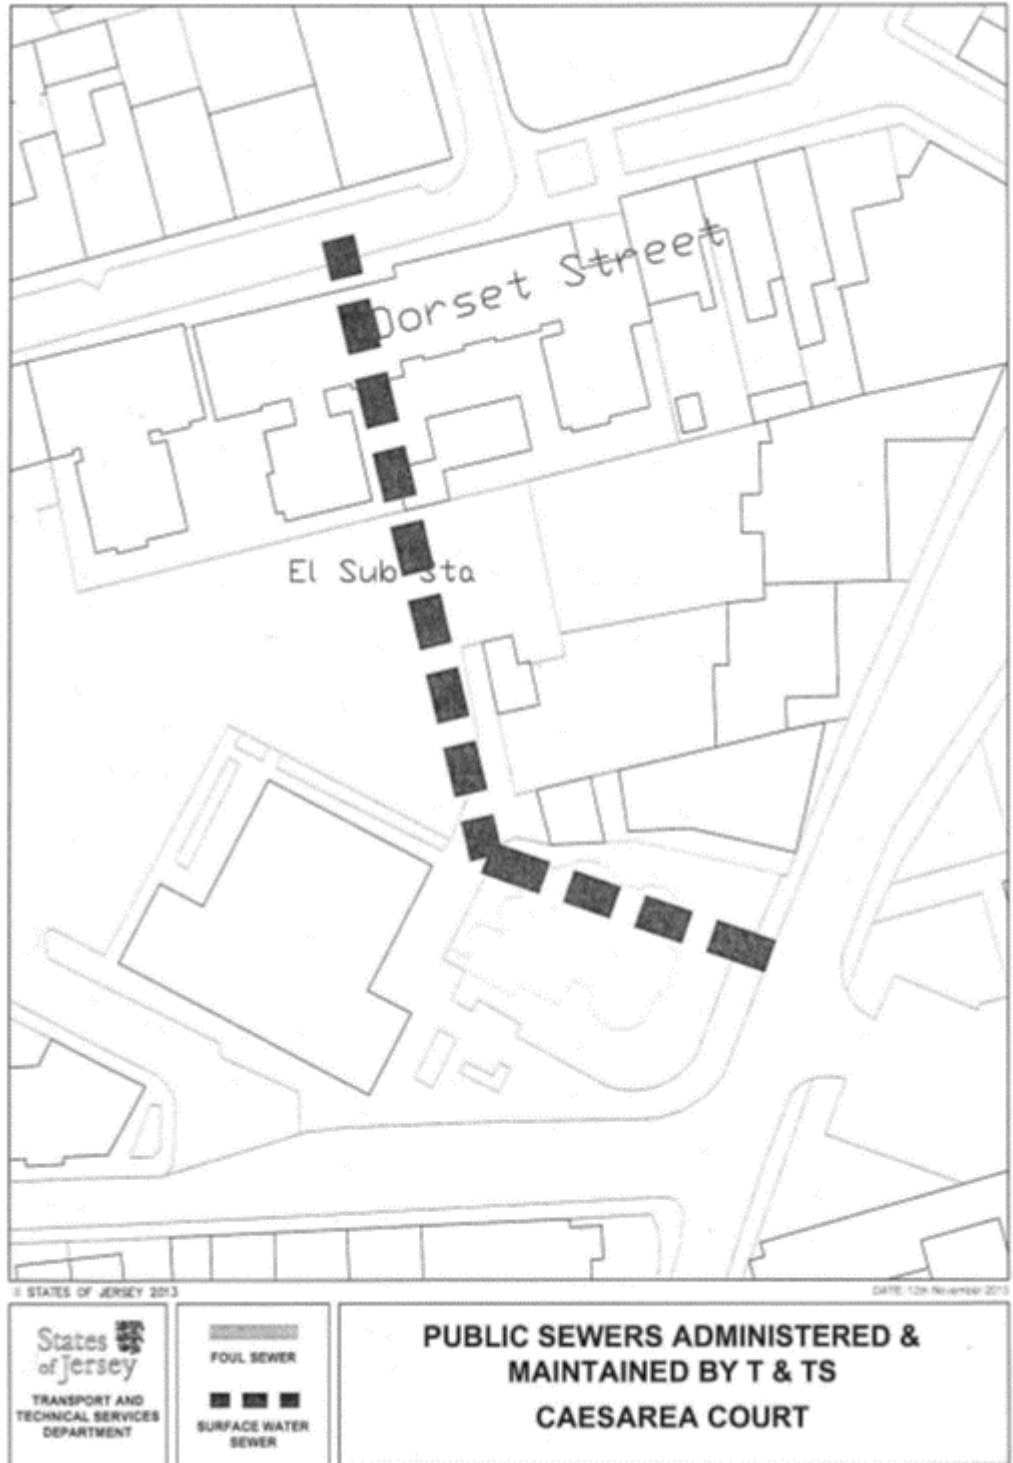 Dorset Street
El Sub Sta
© STATES OF JERSEY 2013
DATE: 12th November 2013
States
of Jersey
TRANSPORT AND
TECHNICAL SERVICES
DEPARTMENT
FOUL SEWER
SURFACE WATER
SEWER
PUBLIC SEWERS ADMINISTERED &
MAINTAINED BY T & TS
CAESAREA COURT